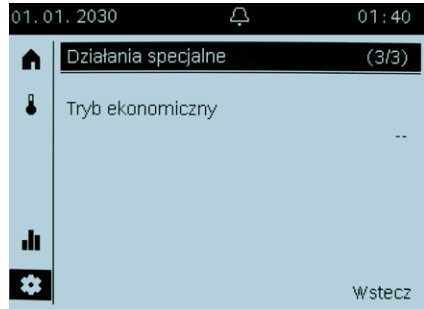 01.01.2030 01:40
Działania specjalne (3/3)
Tryb ekonomiczny
--
Wstecz